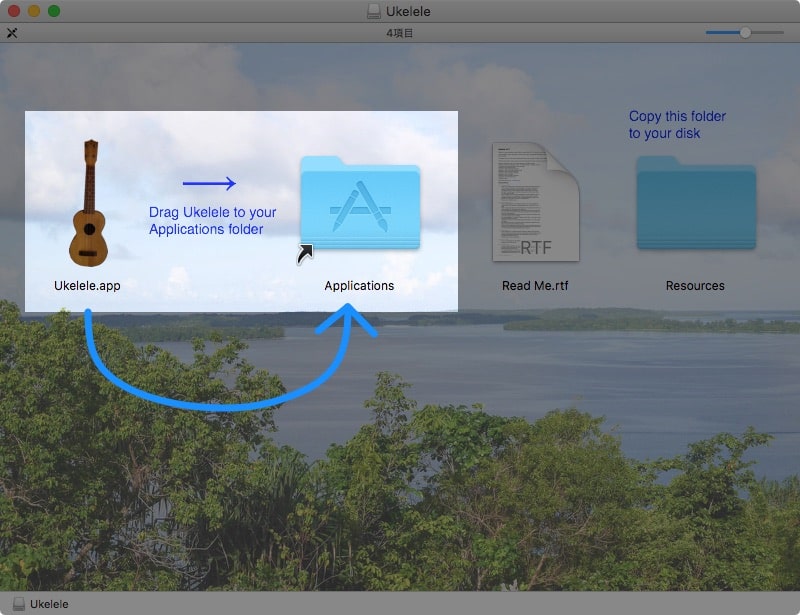 Ukelele
4項目
Copy this folder
to your disk
Drag Ukelele to your
Applications folder
RTF
Ukelele.app
Applications
Read Me.rtf
Resources
Ukelele